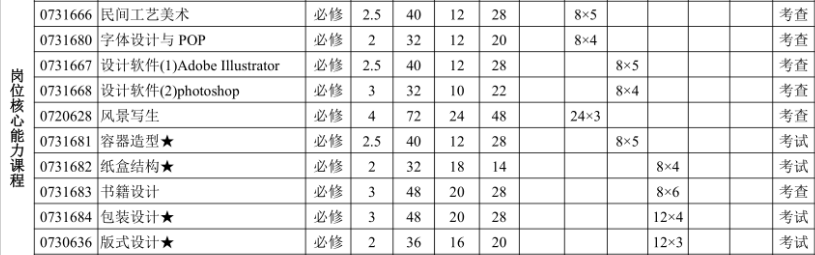 岗位核心能力课程
0731666 民间工艺美术 必修 2.5 40 12 28 8×5 考查
0731680 字体设计与 POP 必修 2 32 12 20 8×4 考查
0731667 设计软件(1)Adobe Illustrator 必修 2.5 40 12 28 8×5 考查
0731668 设计软件(2)photoshop 必修 3 32 10 22 8×4 考查
0720628 风景写生 必修 4 72 24 48 24×3 考查
0731681 容器造型★ 必修 2.5 40 12 28 8×5 考试
0731682 纸盒结构★ 必修 2 32 18 14 8×4 考试
0731683 书籍设计 必修 3 48 20 28 8×6 考查
0731684 包装设计★ 必修 3 48 20 28 12×4 考试
0730636 版式设计★ 必修 2 36 16 20 12×3 考试